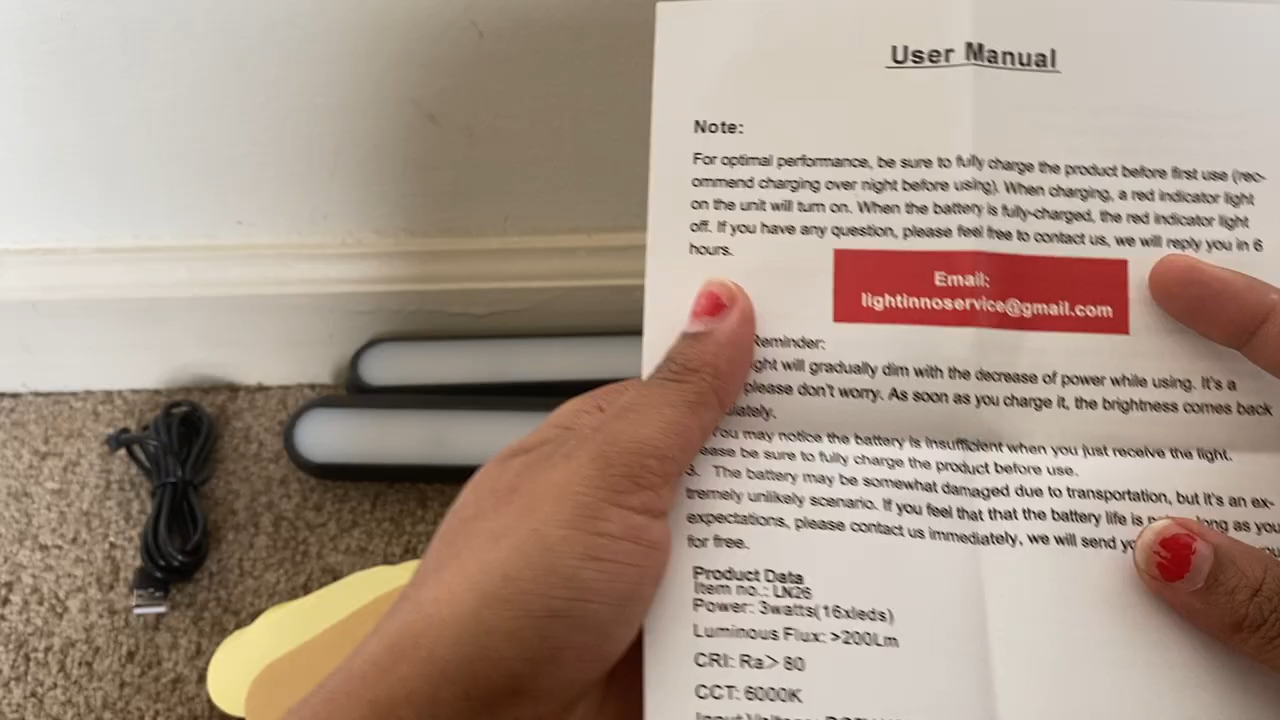 User Manual
Note:
For optimal performance, be sure to fully charge the product before first use (rec-
ommend charging over night before using). When charging, a red indicator light
on the unit will turn on. When the battery is fully-charged, the red indicator light
off. If you have any question, please feel free to contact us, we will reply you in 6
hours.
Email:
lightinnoservice@gmail.com
Reminder:
will gradually dim with the decrease of power while using. It's a
please don't worry. As soon as you charge it, the brightness comes back
You may notice the battery is insufficient when you just receive the light.
be sure to fully charge the product before use.
3. The battery may be somewhat damaged due to transportation, but it's an ex-
tremely unlikely scenario. If you feel that that the battery life is long as
expectations, please contact us immediately, we will send
for free.
Product Data
Item no.: LN26
Power: 3watts(16xleds)
Luminous Flux: >200Lm
CRI: Ra> 80
CCT: 6000K
Input Voltage: